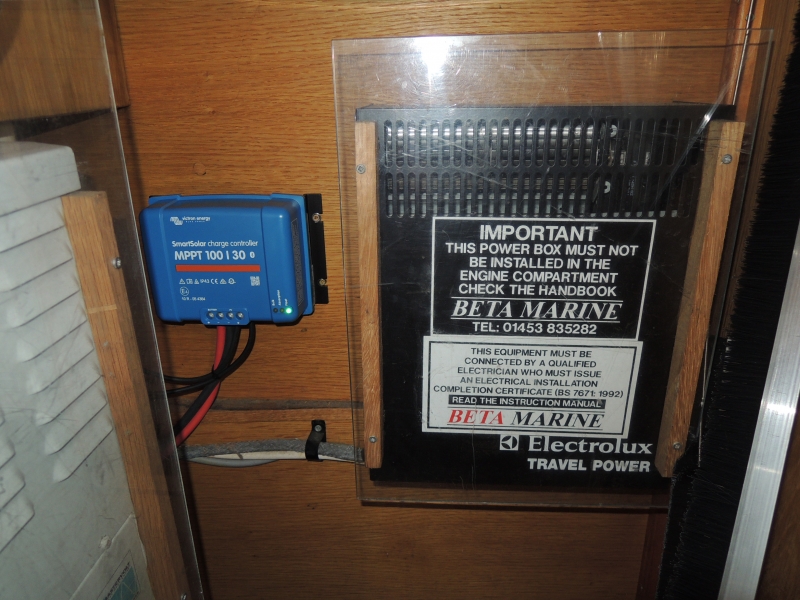 victron energy
SmartSolar charge controller
MPPT 100 | 30
IP43 CE
IMPORTANT
THIS POWER BOX MUST NOT
BE INSTALLED IN THE
ENGINE COMPARTMENT
CHECK THE HANDBOOK
BETA MARINE
TEL: 01453 835282
THIS EQUIPMENT MUST BE
CONNECTED BY A QUALIFIED
ELECTRICIAN WHO MUST ISSUE
AN ELECTRICAL INSTALLATION
COMPLETION CERTIFICATE (BS 7671: 1992)
READ THE INSTRUCTION MANUAL
BETA MARINE
Electrolux
TRAVEL POWER